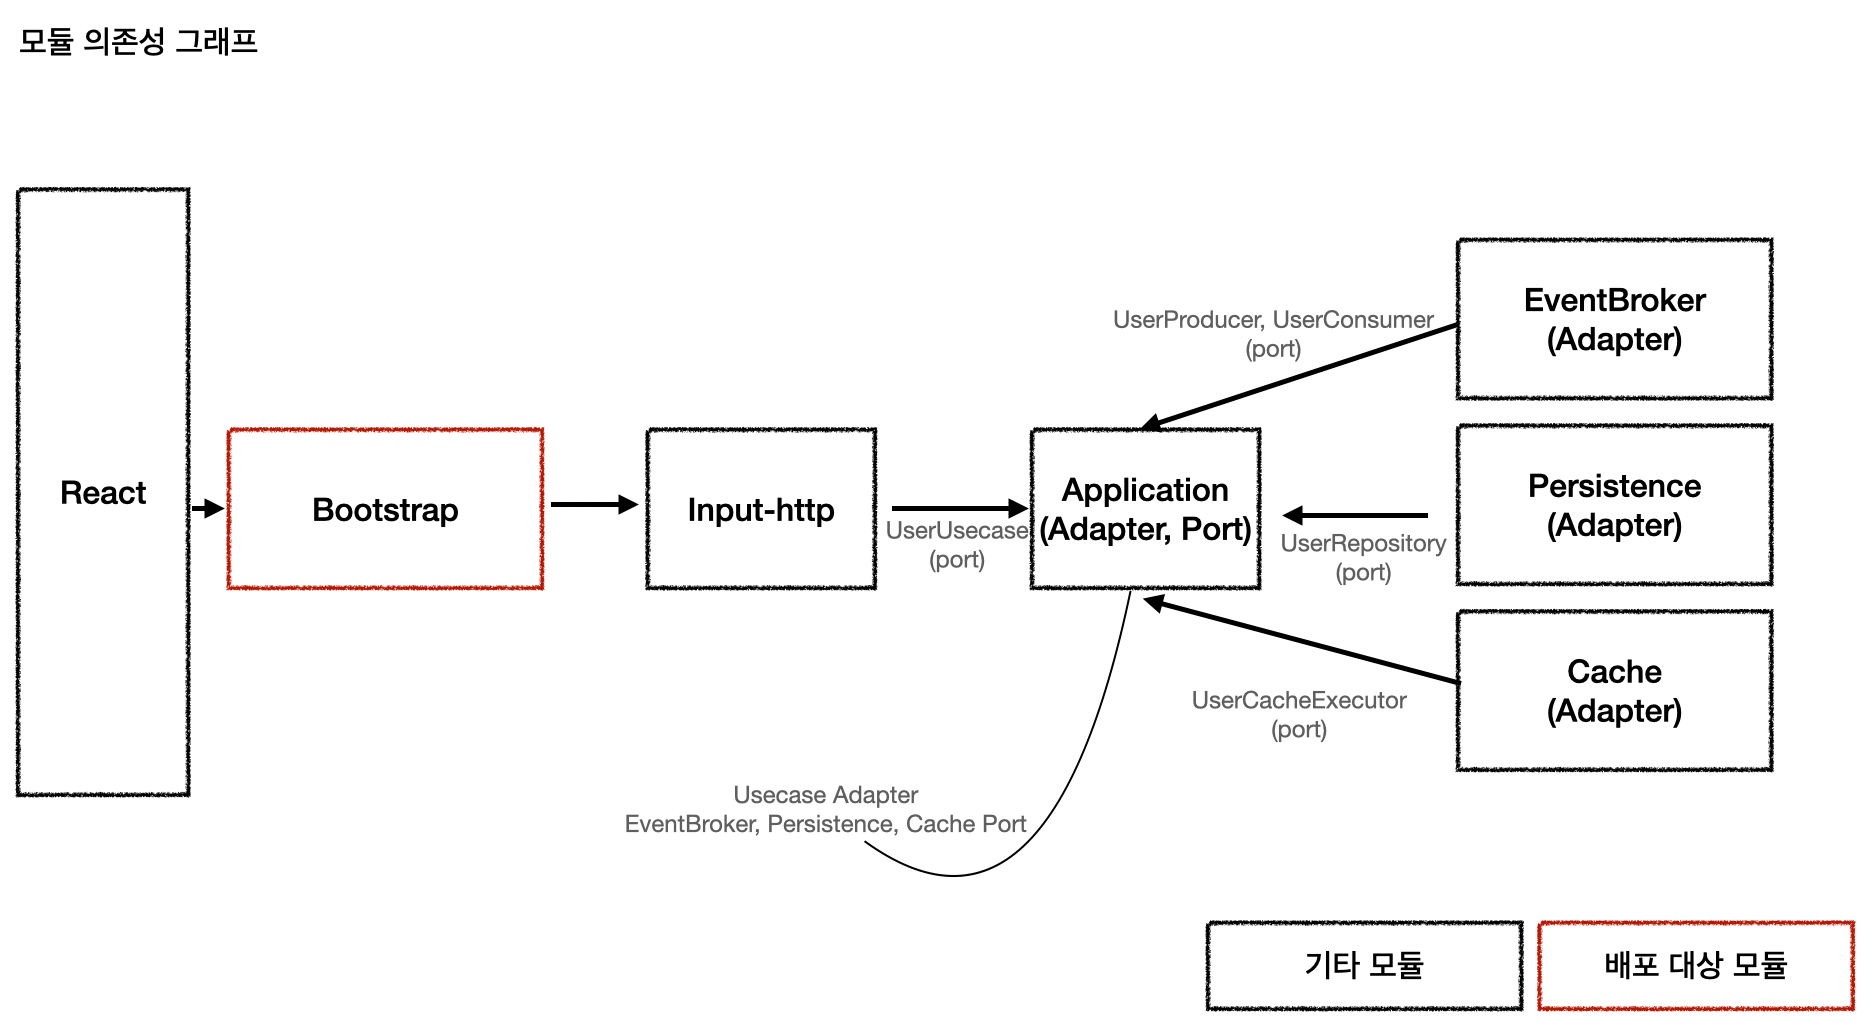 모듈 의존성 그래프
React
Bootstrap
Input-http
UserUsecase
(port)
Application
(Adapter, Port)
UserProducer, UserConsumer
(port)
EventBroker
(Adapter)
UserRepository
(port)
Persistence
(Adapter)
UserCacheExecutor
(port)
Cache
(Adapter)
Usecase Adapter
EventBroker, Persistence, Cache Port
기타 모듈
배포 대상 모듈